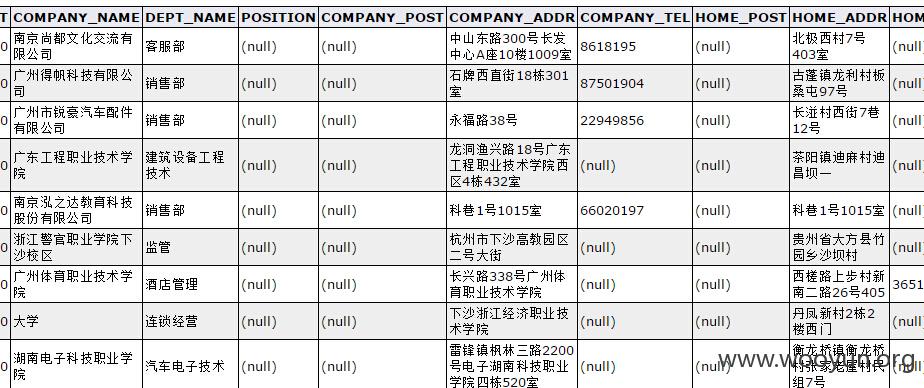 T COMPANY_NAME DEPT_NAME POSITION COMPANY_POST COMPANY_ADDR COMPANY_TEL HOME_POST HOME_ADDR HOM
0 南京尚都文化交流有限公司 客服部 (null) (null) 中山东路300号长发中心A座10楼1009室 8618195 (null) 北极西村7号403室 (null)
0 广州得帆科技有限公司 销售部 (null) (null) 石牌西直街18栋301室 87501904 (null) 古蓬镇龙利村板桑屯97号 (null)
0 广州市锐豪汽车配件有限公司 销售部 (null) (null) 永福路38号 22949856 (null) 长湴村西街7巷12号 (null)
0 广东工程职业技术学院 建筑设备工程技术 (null) (null) 龙洞渔兴路18号广东工程职业技术学院西区4栋432室 (null) (null) 茶阳镇迪麻村迪昌坝一 (null)
0 南京泓之达教育科技股份有限公司 销售部 (null) (null) 科巷1号1015室 66020197 (null) 科巷1号1015室 (null)
0 浙江警官职业学院下沙校区 监管 (null) (null) 杭州市下沙高教园区二号大街 (null) (null) 贵州省大方县竹园乡沙坝村 (null)
0 广州体育职业技术学院 酒店管理 (null) (null) 长兴路338号广州体育职业技术学院 (null) (null) 西槎路上步村新南二路26号405 3651
0 大学 连锁经营 (null) (null) 下沙浙江经济职业技术学院 (null) (null) 丹凤新村2栋2楼西门 (null)
湖南电子科技职业学院 汽车电子技术 (null) (null) 雷锋镇枫林三路2200号电子湖南科技职业学院四栋520室 (null) (null) 衡龙桥镇衡龙桥 组7号 (null)
www.wooyun.org